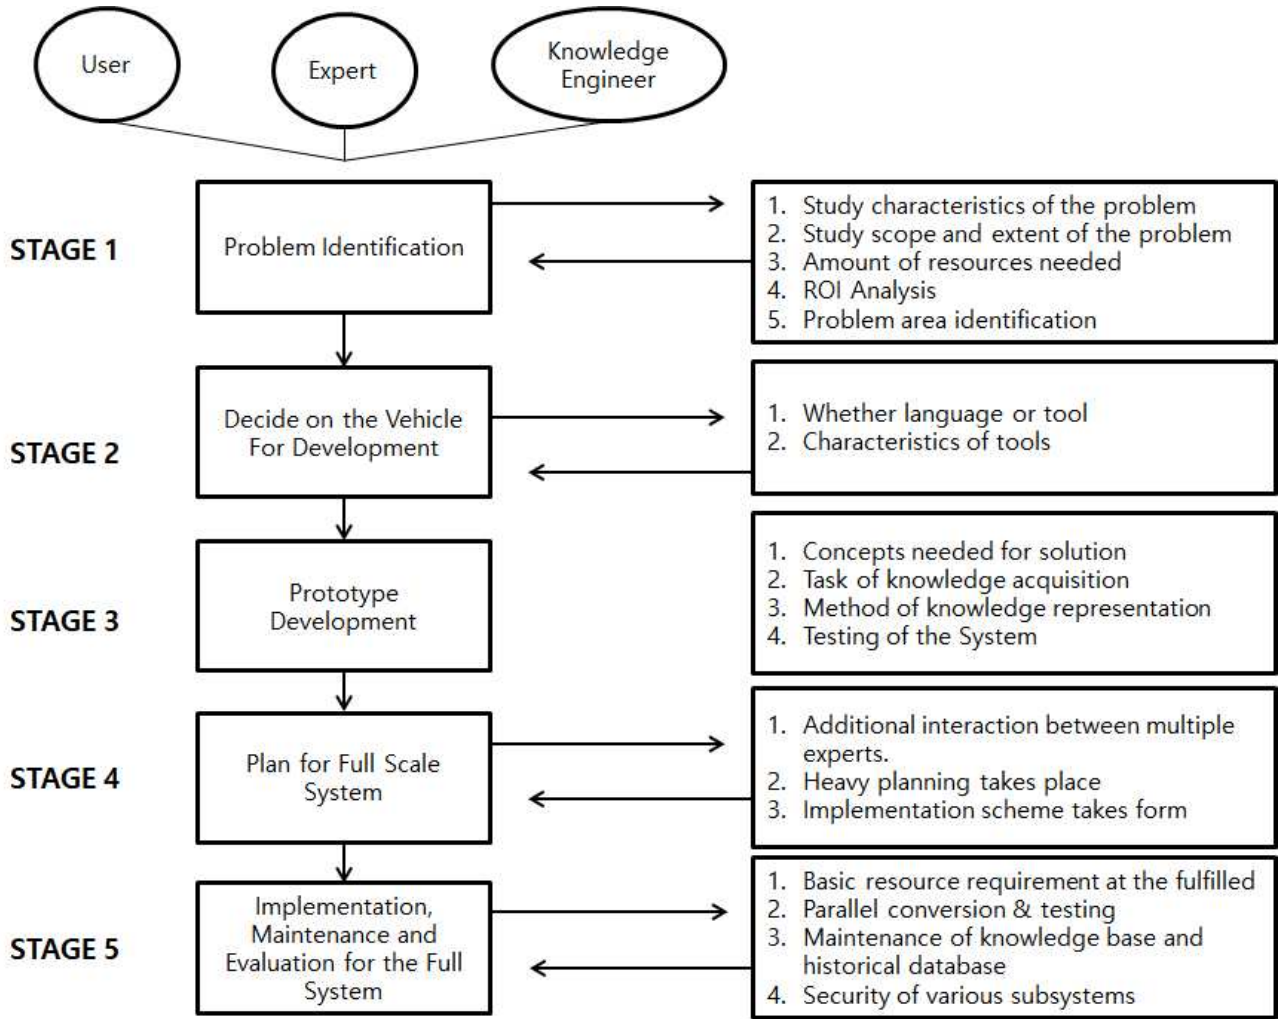 User
Expert
Knowledge
Engineer
STAGE 1
Problem Identification
1. Study characteristics of the problem
2. Study scope and extent of the problem
3. Amount of resources needed
4. ROI Analysis
5. Problem area identification
STAGE 2
Decide on the Vehicle
For Development
1. Whether language or tool
2. Characteristics of tools
STAGE 3
Prototype
Development
1. Concepts needed for solution
2. Task of knowledge acquisition
3. Method of knowledge representation
4. Testing of the System
STAGE 4
Plan for Full Scale
System
1. Additional interaction between multiple
experts.
2. Heavy planning takes place
3. Implementation scheme takes form
STAGE 5
Implementation,
Maintenance and
Evaluation for the Full
System
1. Basic resource requirement at the fulfilled
2. Parallel conversion & testing
3. Maintenance of knowledge base and
historical database
4. Security of various subsystems